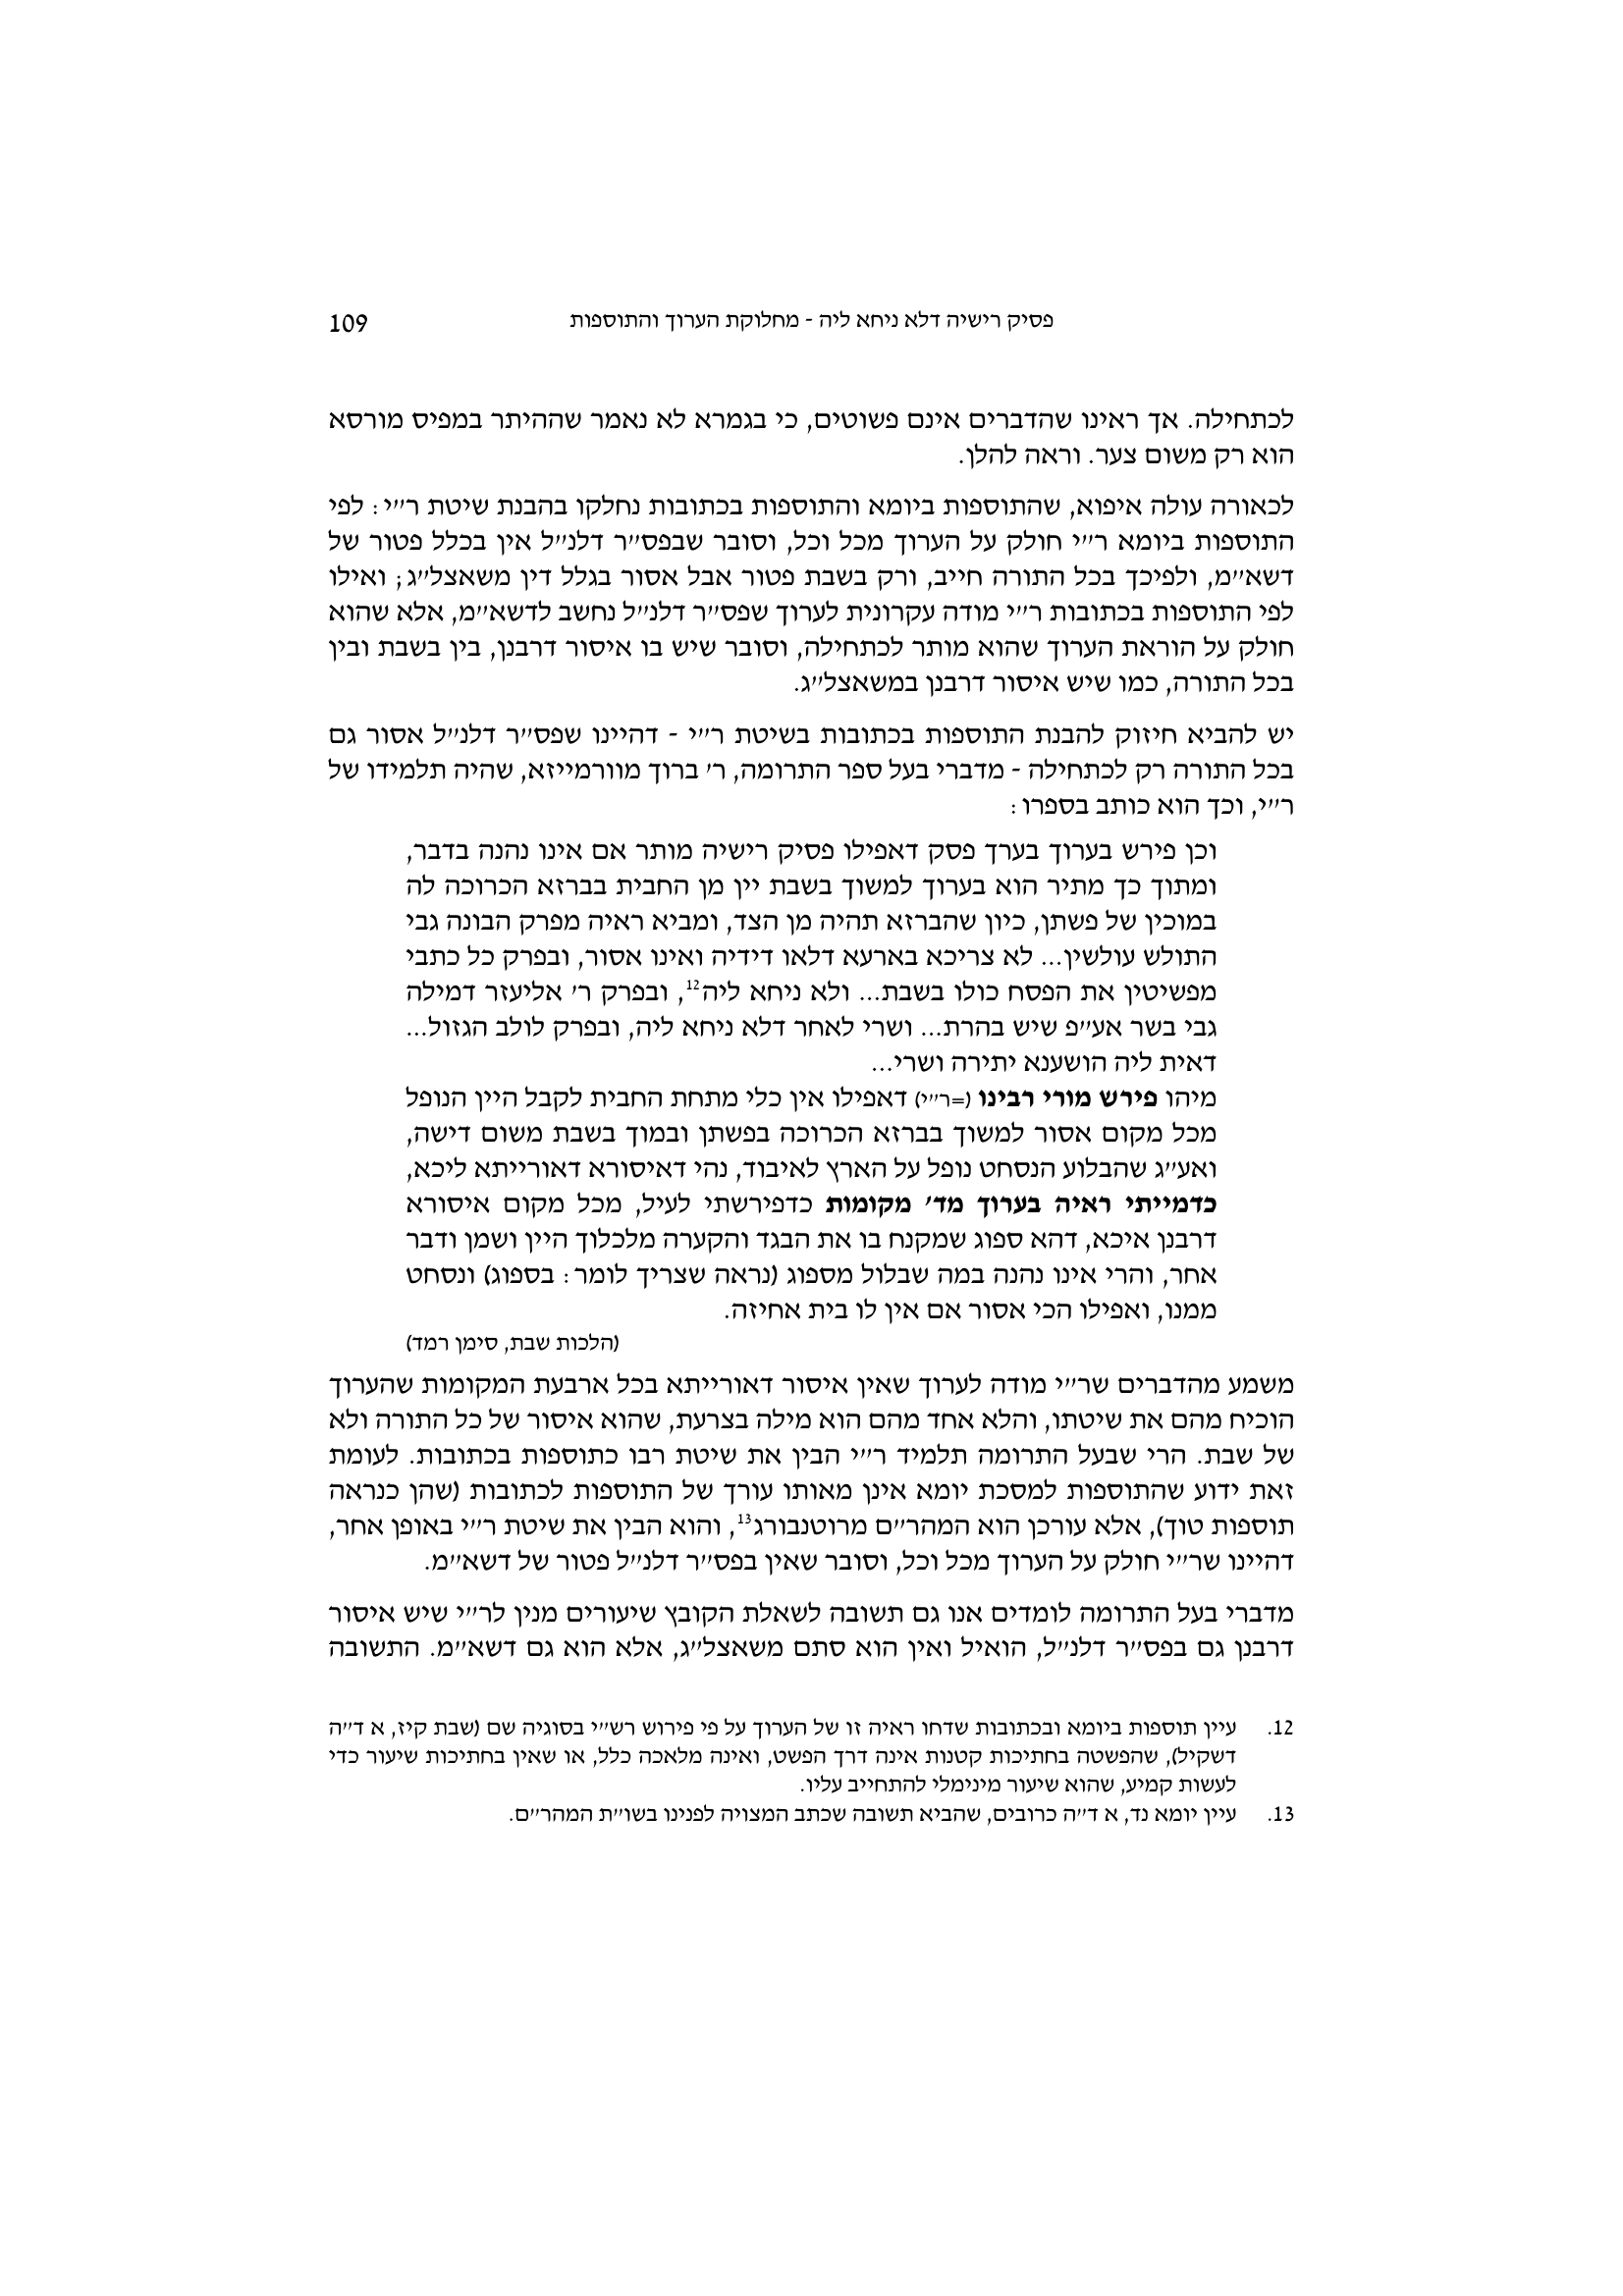 פסיק רישיה דלא ניחא ליה - מחלוקת הערוך והתוספות 109
לכתחילה. אך ראינו שהדברים אינם פשוטים, כי בגמרא לא נאמר שההיתר במפיס מורסא
הוא רק משום צער. וראה להלן.
לכאורה עולה איפוא, שהתוספות ביומא והתוספות בכתובות נחלקו בהבנת שיטת ר״י: לפי
התוספות ביומא ר״י חולק על הערוך מכל וכל, וסובר שבפס״ר דלנ״ל אין בכלל פטור של
דשא״מ, ולפיכך בכל התורה חייב, ורק בשבת פטור אבל אסור בגלל דין משאצל״ג; ואילו
לפי התוספות בכתובות ר״י מודה עקרונית לערוך שפס״ר דלנ״ל נחשב לדשא״מ, אלא שהוא
חולק על הוראת הערוך שהוא מותר לכתחילה, וסובר שיש בו איסור דרבנן, בין בשבת ובין
בכל התורה, כמו שיש איסור דרבנן במשאצל״ג.
יש להביא חיזוק להבנת התוספות בכתובות בשיטת ר״י - דהיינו שפס״ר דלנ״ל אסור גם
בכל התורה רק לכתחילה - מדברי בעל ספר התרומה, ר׳ ברוך מוורמייזא, שהיה תלמידו של
ר״י, וכך הוא כותב בספרו:
וכן פירש בערוך בערך פסק דאפילו פסיק רישיה מותר אם אינו נהנה בדבר,
ומתוך כך מתיר הוא בערוך למשוך בשבת יין מן החבית בברזא הכרוכה לה
במוכין של פשתן, כיון שהברזא תהיה מן הצד, ומביא ראיה מפרק הבונה גבי
התולש עולשין... לא צריכא בארעא דלאו דידיה ואינו אסור, ובפרק כל כתבי
מפשיטין את הפסח כולו בשבת... ולא ניחא ליה12, ובפרק ר׳ אליעזר דמילה
גבי בשר אע״פ שיש בהרת... ושרי לאחר דלא ניחא ליה, ובפרק לולב הגזול...
דאית ליה הושענא יתירה ושרי...
מיהו פירש מורי רבינו (=ר״י) דאפילו אין כלי מתחת החבית לקבל היין הנופל
מכל מקום אסור למשוך בברזא הכרוכה בפשתן ובמוך בשבת משום דישה,
ואע״ג שהבלוע הנסחט נופל על הארץ לאיבוד, נהי דאיסורא דאורייתא ליכא,
כדמייתי ראיה בערוך מד׳ מקומות כדפירשתי לעיל, מכל מקום איסורא
דרבנן איכא, דהא ספוג שמקנח בו את הבגד והקערה מלכלוך היין ושמן ודבר
אחר, והרי אינו נהנה במה שבלול מספוג (נראה שצריך לומר: בספוג) ונסחט
ממנו, ואפילו הכי אסור אם אין לו בית אחיזה.
(הלכות שבת, סימן רמד)
משמע מהדברים שר״י מודה לערוך שאין איסור דאורייתא בכל ארבעת המקומות שהערוך
הוכיח מהם את שיטתו, והלא אחד מהם הוא מילה בצרעת, שהוא איסור של כל התורה ולא
של שבת. הרי שבעל התרומה תלמיד ר״י הבין את שיטת רבו כתוספות בכתובות. לעומת
זאת ידוע שהתוספות למסכת יומא אינן מאותו עורך של התוספות לכתובות (שהן כנראה
תוספות טוך), אלא עורכן הוא המהר״ם מרוטנבורג13, והוא הבין את שיטת ר״י באופן אחר,
דהיינו שר״י חולק על הערוך מכל וכל, וסובר שאין בפס״ר דלנ״ל פטור של דשא״מ.
מדברי בעל התרומה לומדים אנו גם תשובה לשאלת הקובץ שיעורים מנין לר״י שיש איסור
דרבנן גם בפס״ר דלנ״ל, הואיל ואין הוא סתם משאצל״ג, אלא הוא גם דשא״מ. התשובה
12. עיין תוספות ביומא ובכתובות שדחו ראיה זו של הערוך על פי פירוש רש״י בסוגיה שם (שבת קיז, א ד״ה
דשקיל), שהפשטה בחתיכות קטנות אינה דרך הפשט, ואינה מלאכה כלל, או שאין בחתיכות שיעור כדי
לעשות קמיע, שהוא שיעור מינימלי להתחייב עליו.
13. עיין יומא נד, א ד״ה כרובים, שהביא תשובה שכתב המצויה לפנינו בשו״ת המהר״ם.